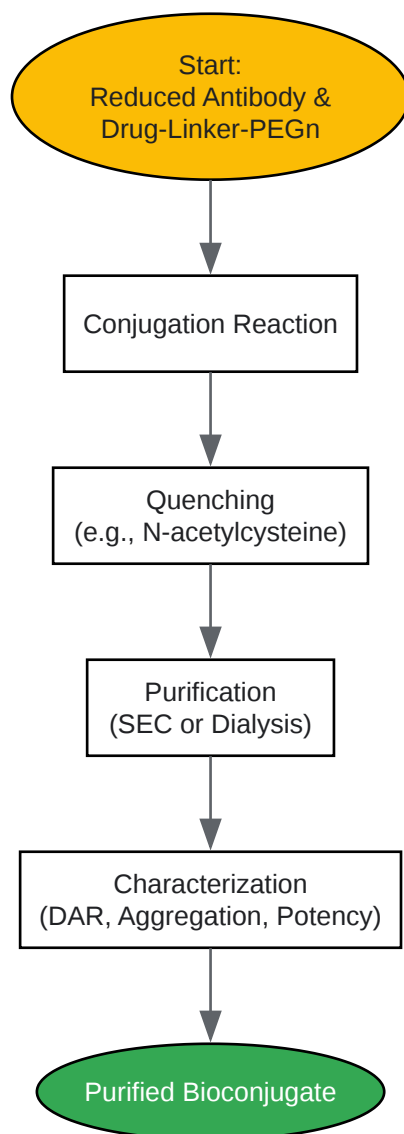 Start:
Reduced Antibody &
Drug-Linker-PEGn
Conjugation Reaction
Quenching
(e.g., N-acetylcysteine)
Purification
(SEC or Dialysis)
Characterization
(DAR, Aggregation, Potency)
Purified Bioconjugate